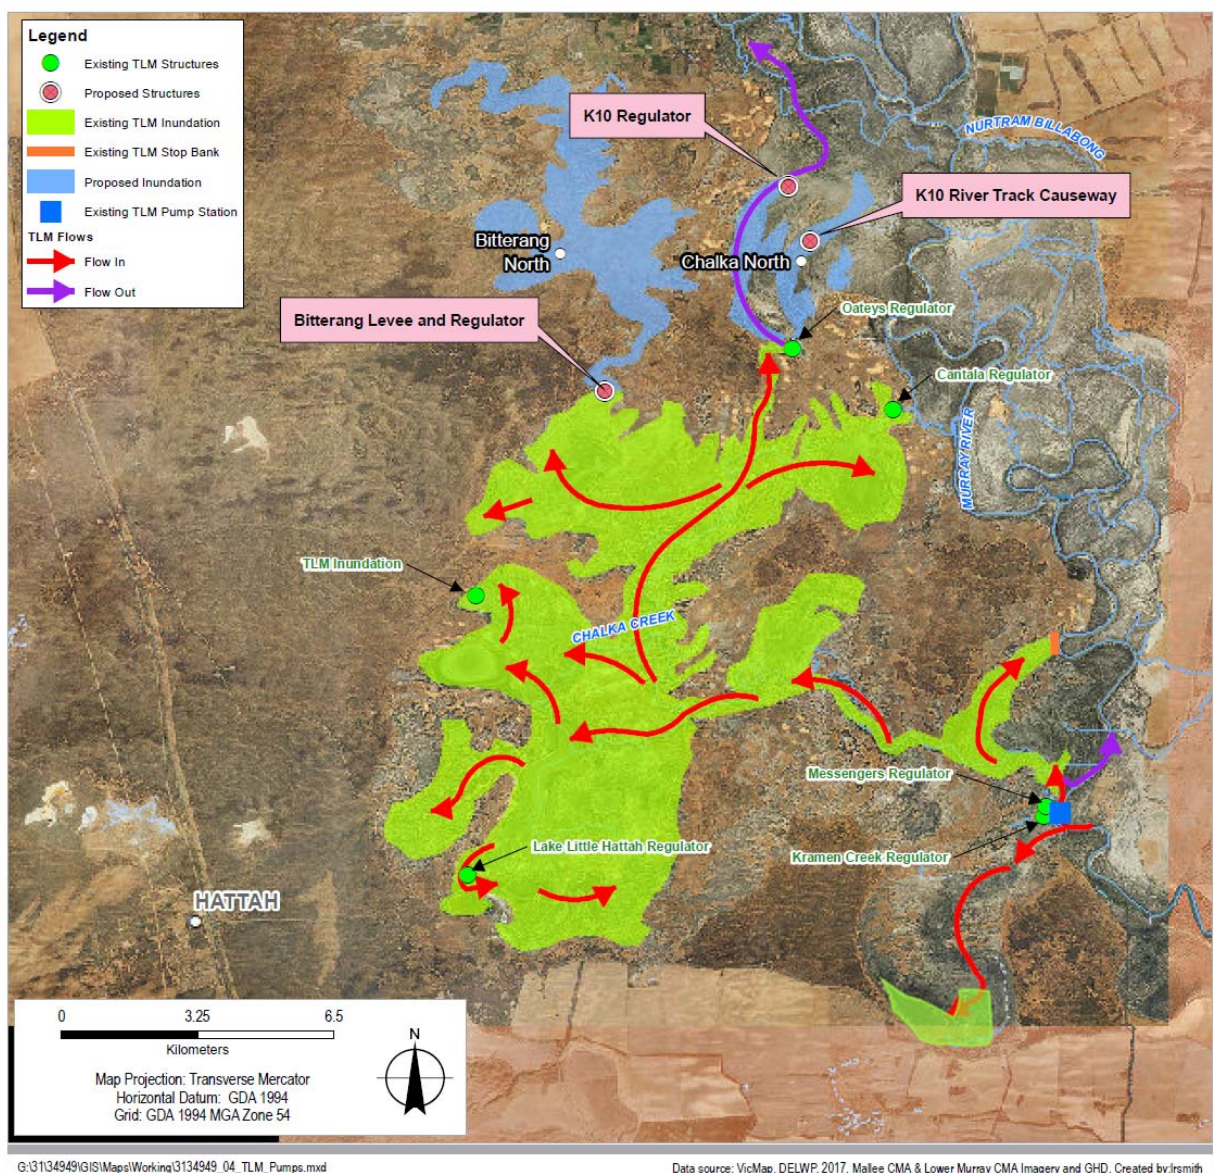 Legend
Existing TLM Structures
Proposed Structures
Existing TLM Inundation
Existing TLM Stop Bank
Proposed Inundation
Existing TLM Pump Station
TLM Flows
Flow In
Flow Out
K10 Regulator
NURTRAM BILLABONG
K10 River Track Causeway
Bitterang
North
Chalka North
Bitterang Levee and Regulator
Oateys Regulator
Cantala Regulator
MURRAY RIVER
TLM Inundation
CHALKA CREEK
Messengers Regulator
Kramen Creek Regulator
Lake Little Hattah Regulator
HATTAH
0 3.25 6.5
Kilometers
N
Map Projection: Transverse Mercator
Horizontal Datum: GDA 1994
Grid: GDA 1994 MGA Zone 54
G:\31\34949\GIS\Maps\Working\3134949_04_TLM_Pumps.mxd
Data source: VicMap, DELWP, 2017, Mallee CMA & Lower Murray CMA Imagery and GHD. Created by:lrsmith